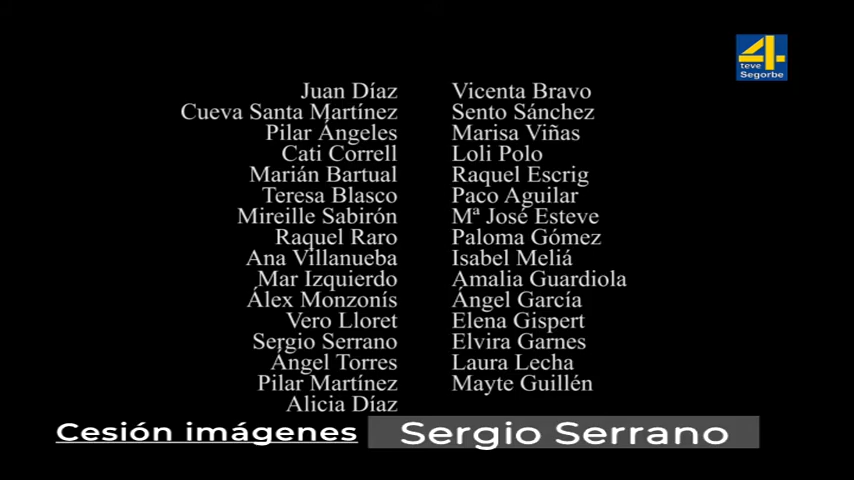 4
teve
Segorbe
Juan Díaz Vicenta Bravo
Cueva Santa Martínez Sento Sánchez
Pilar Ángeles Marisa Viñas
Cati Correll Loli Polo
Marián Bartual Raquel Escrig
Teresa Blasco Paco Aguilar
Mireille Sabirón Mª José Esteve
Raquel Raro Paloma Gómez
Ana Villanueba Isabel Meliá
Mar Izquierdo Amalia Guardiola
Álex Monzonís Ángel García
Vero Lloret Elena Gispert
Sergio Serrano Elvira Garnes
Ángel Torres Laura Lecha
Pilar Martínez Mayte Guillén
Alicia Díaz
Cesión imágenes Sergio Serrano